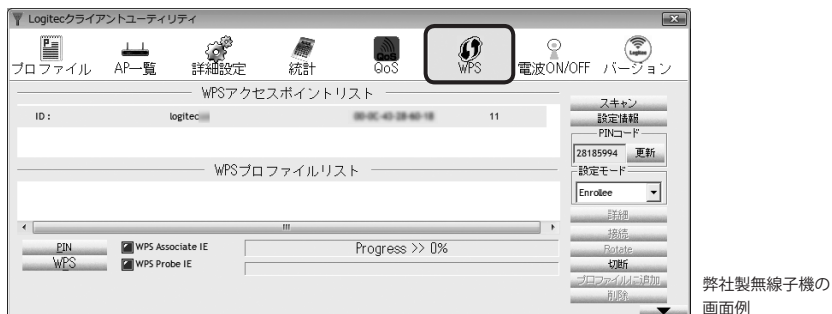 Logitecクライアントユーティリティ
プロファイル AP一覧 詳細設定 統計 QoS WPS 電波ON/OFF バージョン
WPSアクセスポイントリスト
ID : logitec 11
スキャン
設定情報
PINコード
28185994 更新
WPSプロファイルリスト
設定モード
Enrollee
詳細
接続
PIN WPS Associate IE Progress >> 0% Rotate
WPS WPS Probe IE 切断
プロファイルに追加
削除
弊社製無線子機の
画面例